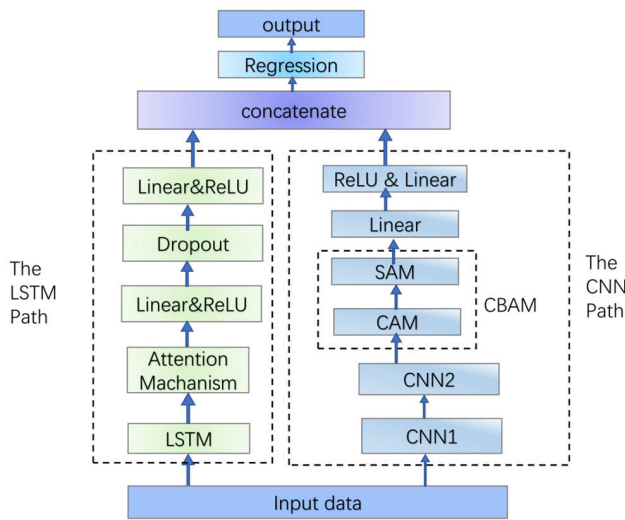 output
Regression
concatenate
The
LSTM
Path
Linear&ReLU
Dropout
Linear&ReLU
Attention
Machanism
LSTM
ReLU & Linear
Linear
SAM
CAM
CBAM
CNN2
CNN1
The
CNN
Path
Input data